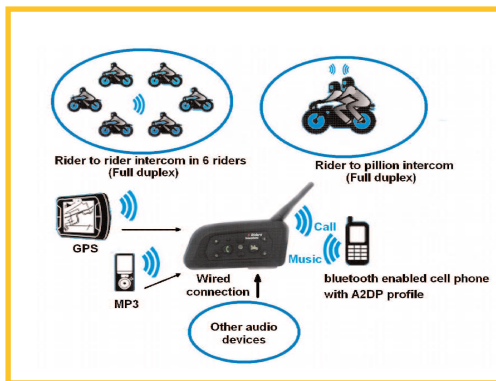 Rider to rider intercom in 6 riders
(Full duplex)
Rider to pillion intercom
(Full duplex)
GPS
MP3
Wired
connection
Call
Music
bluetooth enabled cell phone
with A2DP profile
Other audio
devices